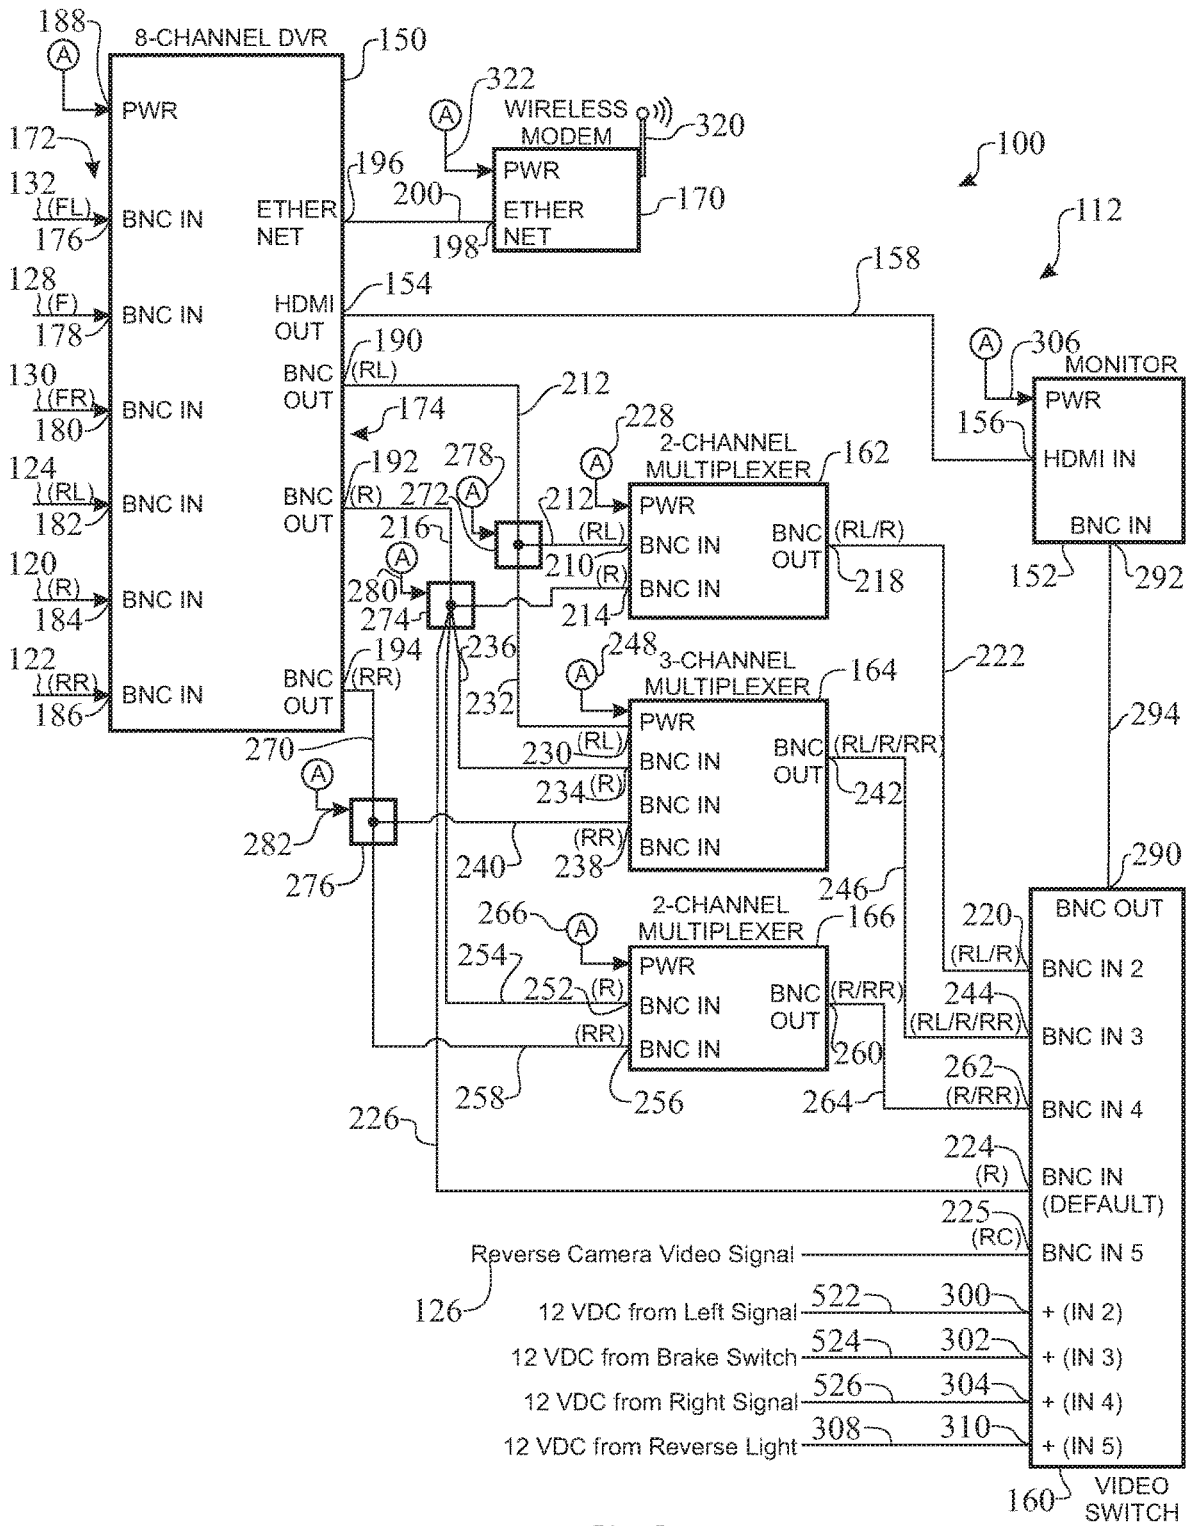 188
8-CHANNEL DVR
150
A
PWR
172
132
(FL)
176
BNC IN
128
(F)
178
BNC IN
130
(FR)
180
BNC IN
124
(RL)
182
BNC IN
120
(R)
184
BNC IN
122
(RR)
186
BNC IN
ETHER
NET
196
HDMI
OUT
154
BNC
OUT
190
(RL)
174
BNC
OUT
192
(R)
BNC
OUT
194
(RR)
322
A
WIRELESS
MODEM
320
PWR
ETHER
NET
200
198
170
100
112
158
A
306
MONITOR
PWR
156
HDMI IN
BNC IN
152
292
212
228
A
2-CHANNEL
MULTIPLEXER
162
278
A
272
212
PWR
(RL)
BNC IN
210
(R)
BNC IN
214
BNC
OUT
(RL/R)
218
216
A
280
274
236
232
248
A
3-CHANNEL
MULTIPLEXER
164
222
294
PWR
(RL)
230
BNC IN
234
(R)
BNC IN
(RR)
238
BNC IN
BNC
OUT
(RL/R/RR)
242
270
A
282
276
240
246
290
266
A
2-CHANNEL
MULTIPLEXER
166
PWR
254
252
(R)
BNC IN
(RR)
BNC IN
BNC
OUT
(R/RR)
260
258
256
264
226
BNC OUT
220
(RL/R)
BNC IN 2
244
(RL/R/RR)
BNC IN 3
262
(R/RR)
BNC IN 4
224
(R)
BNC IN
(DEFAULT)
225
(RC)
Reverse Camera Video Signal
BNC IN 5
126
12 VDC from Left Signal
522
300
+ (IN 2)
12 VDC from Brake Switch
524
302
+ (IN 3)
12 VDC from Right Signal
526
304
+ (IN 4)
12 VDC from Reverse Light
308
310
+ (IN 5)
160
VIDEO
SWITCH